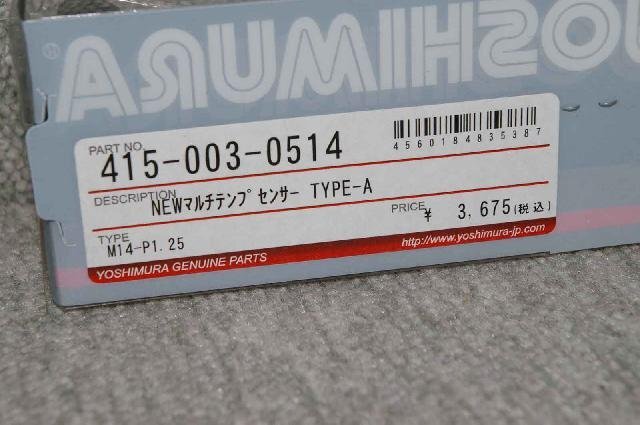 YOSHIMURA®
PART NO. 415-003-0514
4560184835387
DESCRIPTION NEWマルチテンプセンサー TYPE-A
PRICE ¥ 3,675(税込)
TYPE
M14-P1.25
YOSHIMURA GENUINE PARTS
http://www.yoshimura-jp.com